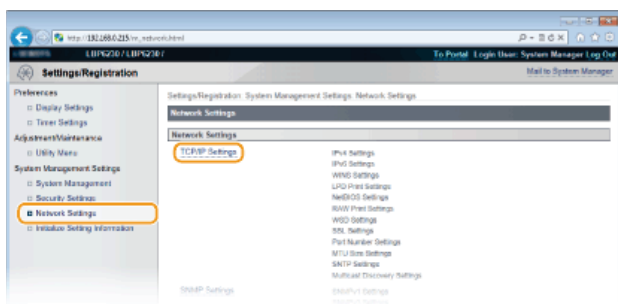 http://192.168.0.215/m_network.html
LBP6230 / LBP6230 /
To Portal Login User: System Manager Log Out
Settings/Registration
Mail to System Manager
Preferences
Display Settings
Timer Settings
Adjustment/Maintenance
Utility Menu
System Management Settings
System Management
Security Settings
Network Settings
Initialize Setting Information
Settings/Registration: System Management Settings: Network Settings
Network Settings
Network Settings
TCP/IP Settings
IPv4 Settings
IPv6 Settings
WINS Settings
LPD Print Settings
NetBIOS Settings
RAW Print Settings
WSD Settings
SSL Settings
Port Number Settings
MTU Size Settings
SNTP Settings
Multicast Discovery Settings
SNMP Settings
SNMPv1 Settings